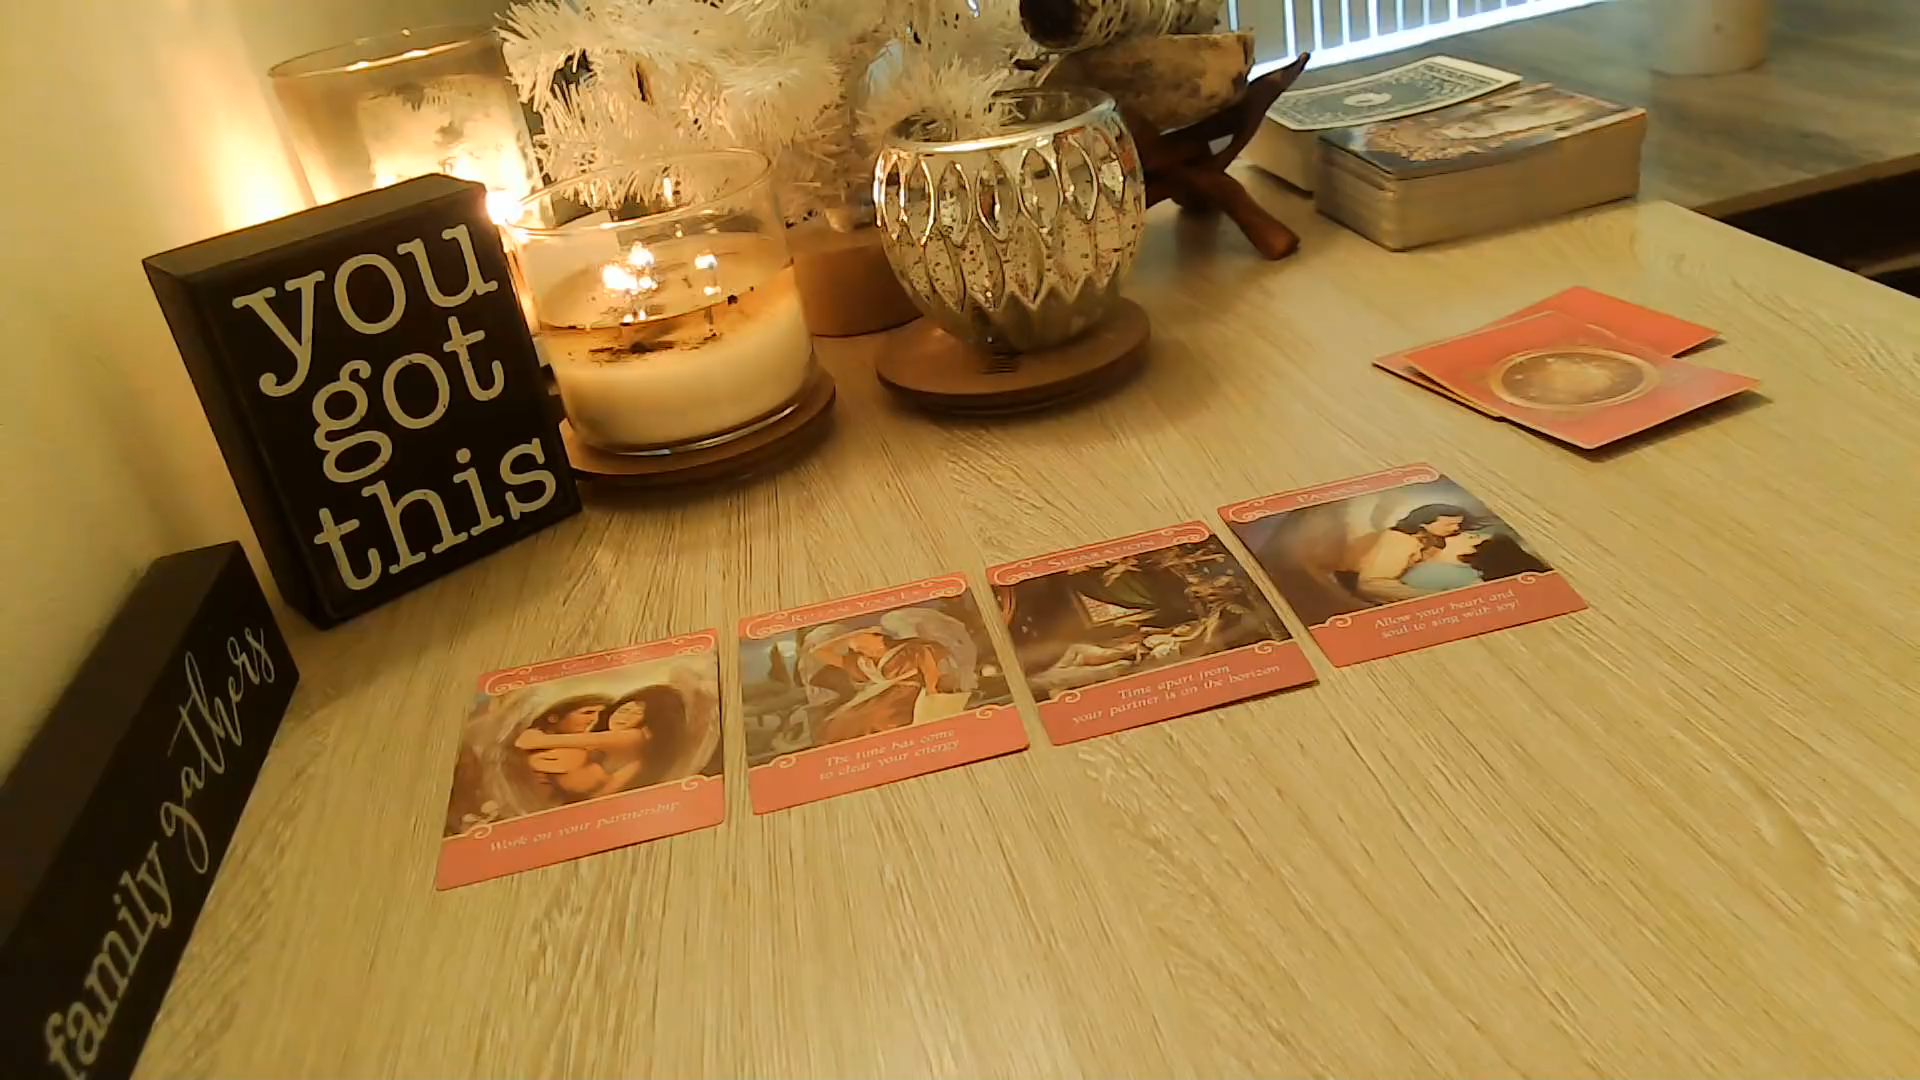 you
got
this
family gathers
Work on your partnership
The time has come
to clear your energy
SEPARATION
Time apart from
your partner is on the horizon
PASSION
Allow your heart and
soul to sing with joy!